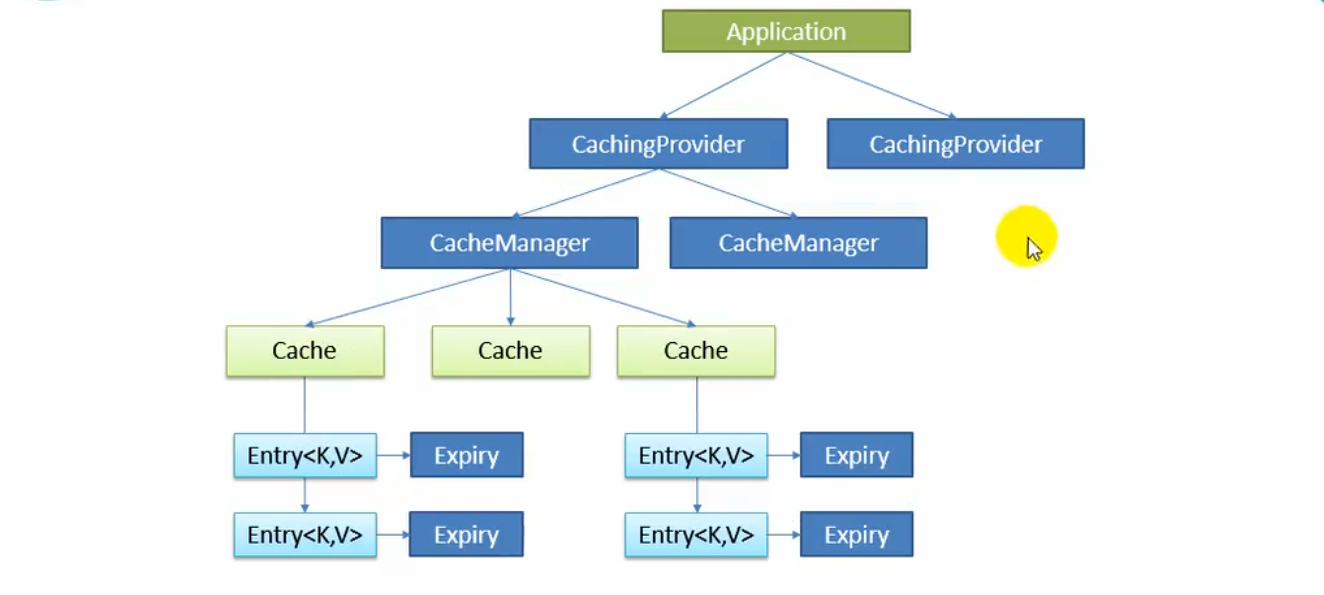 Application
CachingProvider CachingProvider
CacheManager CacheManager
Cache Cache Cache
Entry<K,V> Expiry Entry<K,V> Expiry
Entry<K,V> Expiry Entry<K,V> Expiry